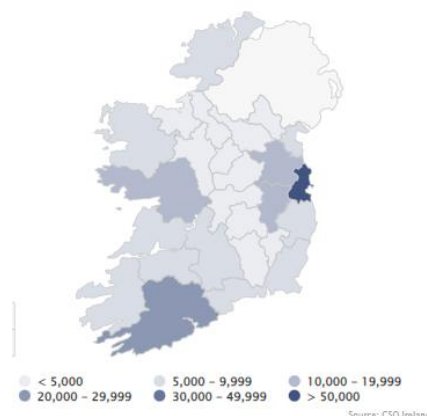 < 5,000 5,000 – 9,999 10,000 – 19,999
20,000 – 29,999 30,000 – 49,999 > 50,000
Source: CSO Ireland